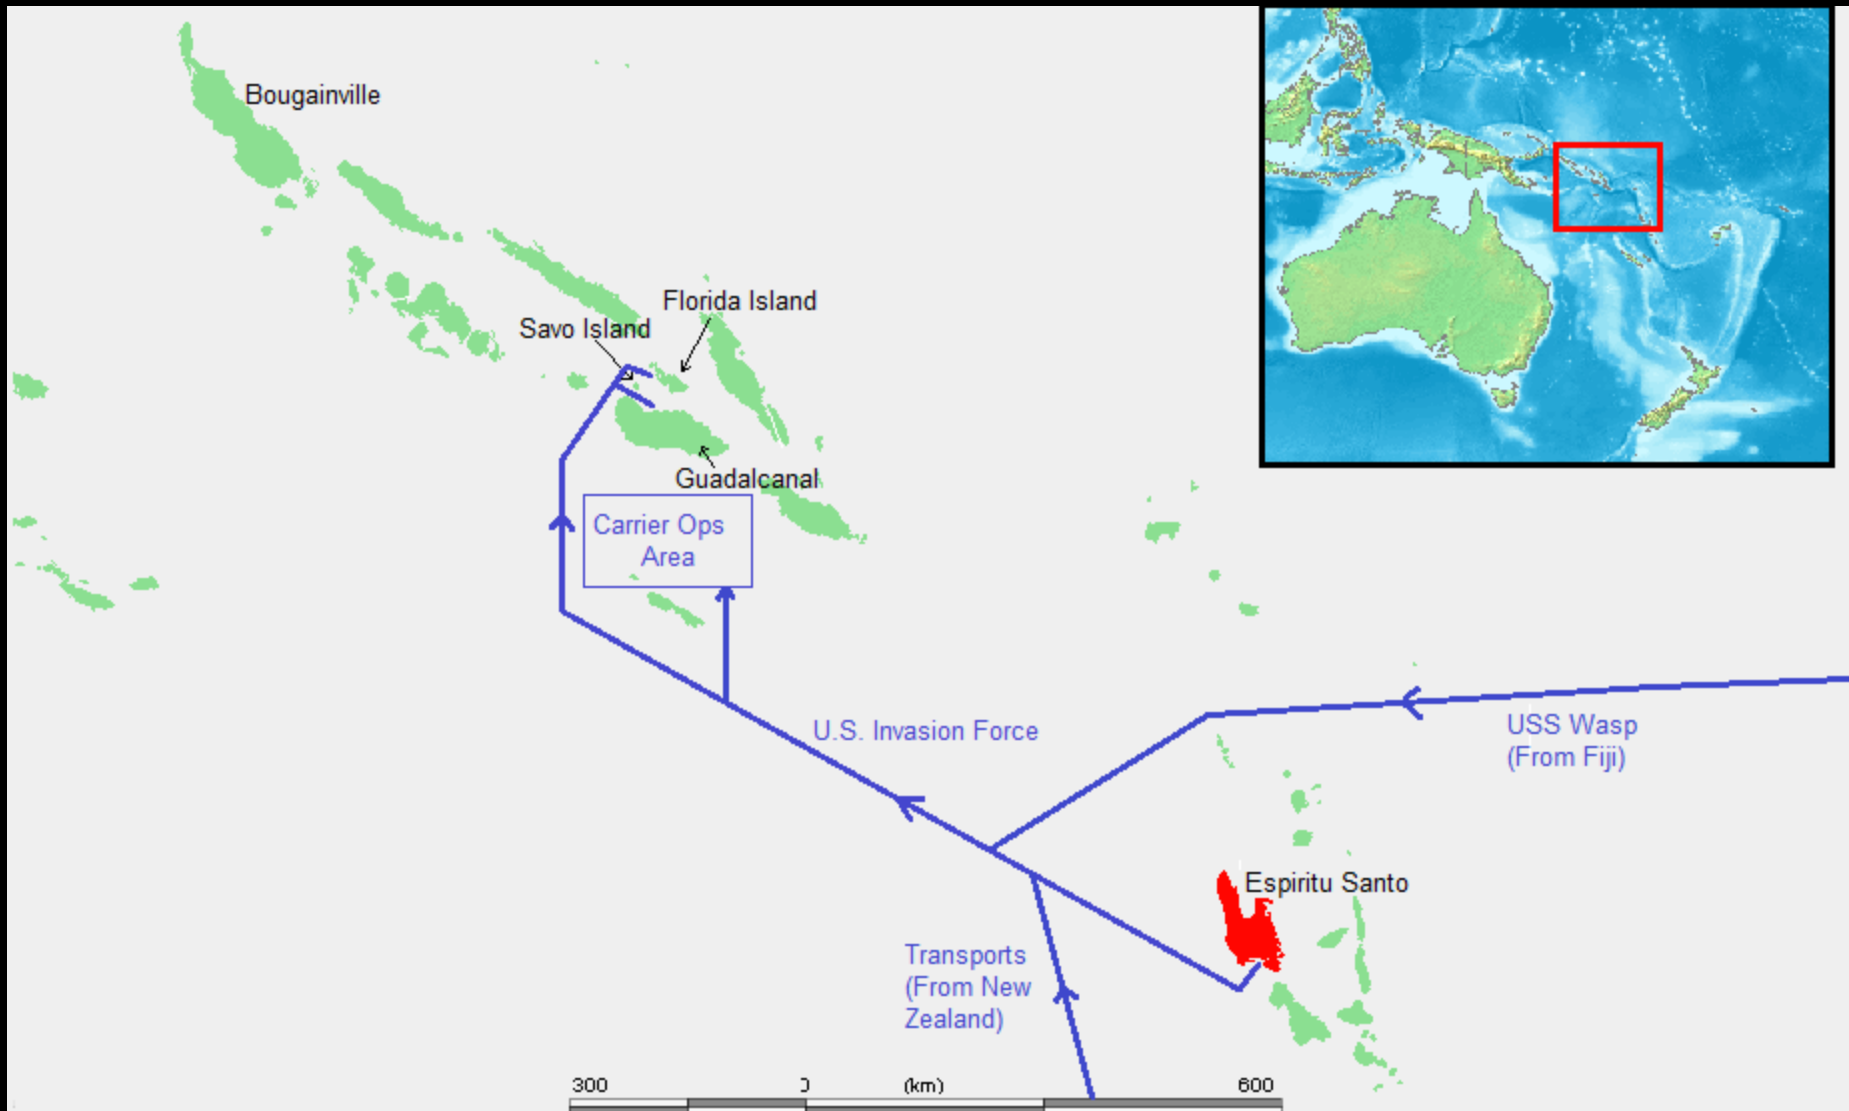 Bougainville
Florida Island
Savo Island
Guadalcanal
Carrier Ops
Area
U.S. Invasion Force
USS Wasp
(From Fiji)
Espiritu Santo
Transports
(From New
Zealand)
300 0 (km) 600